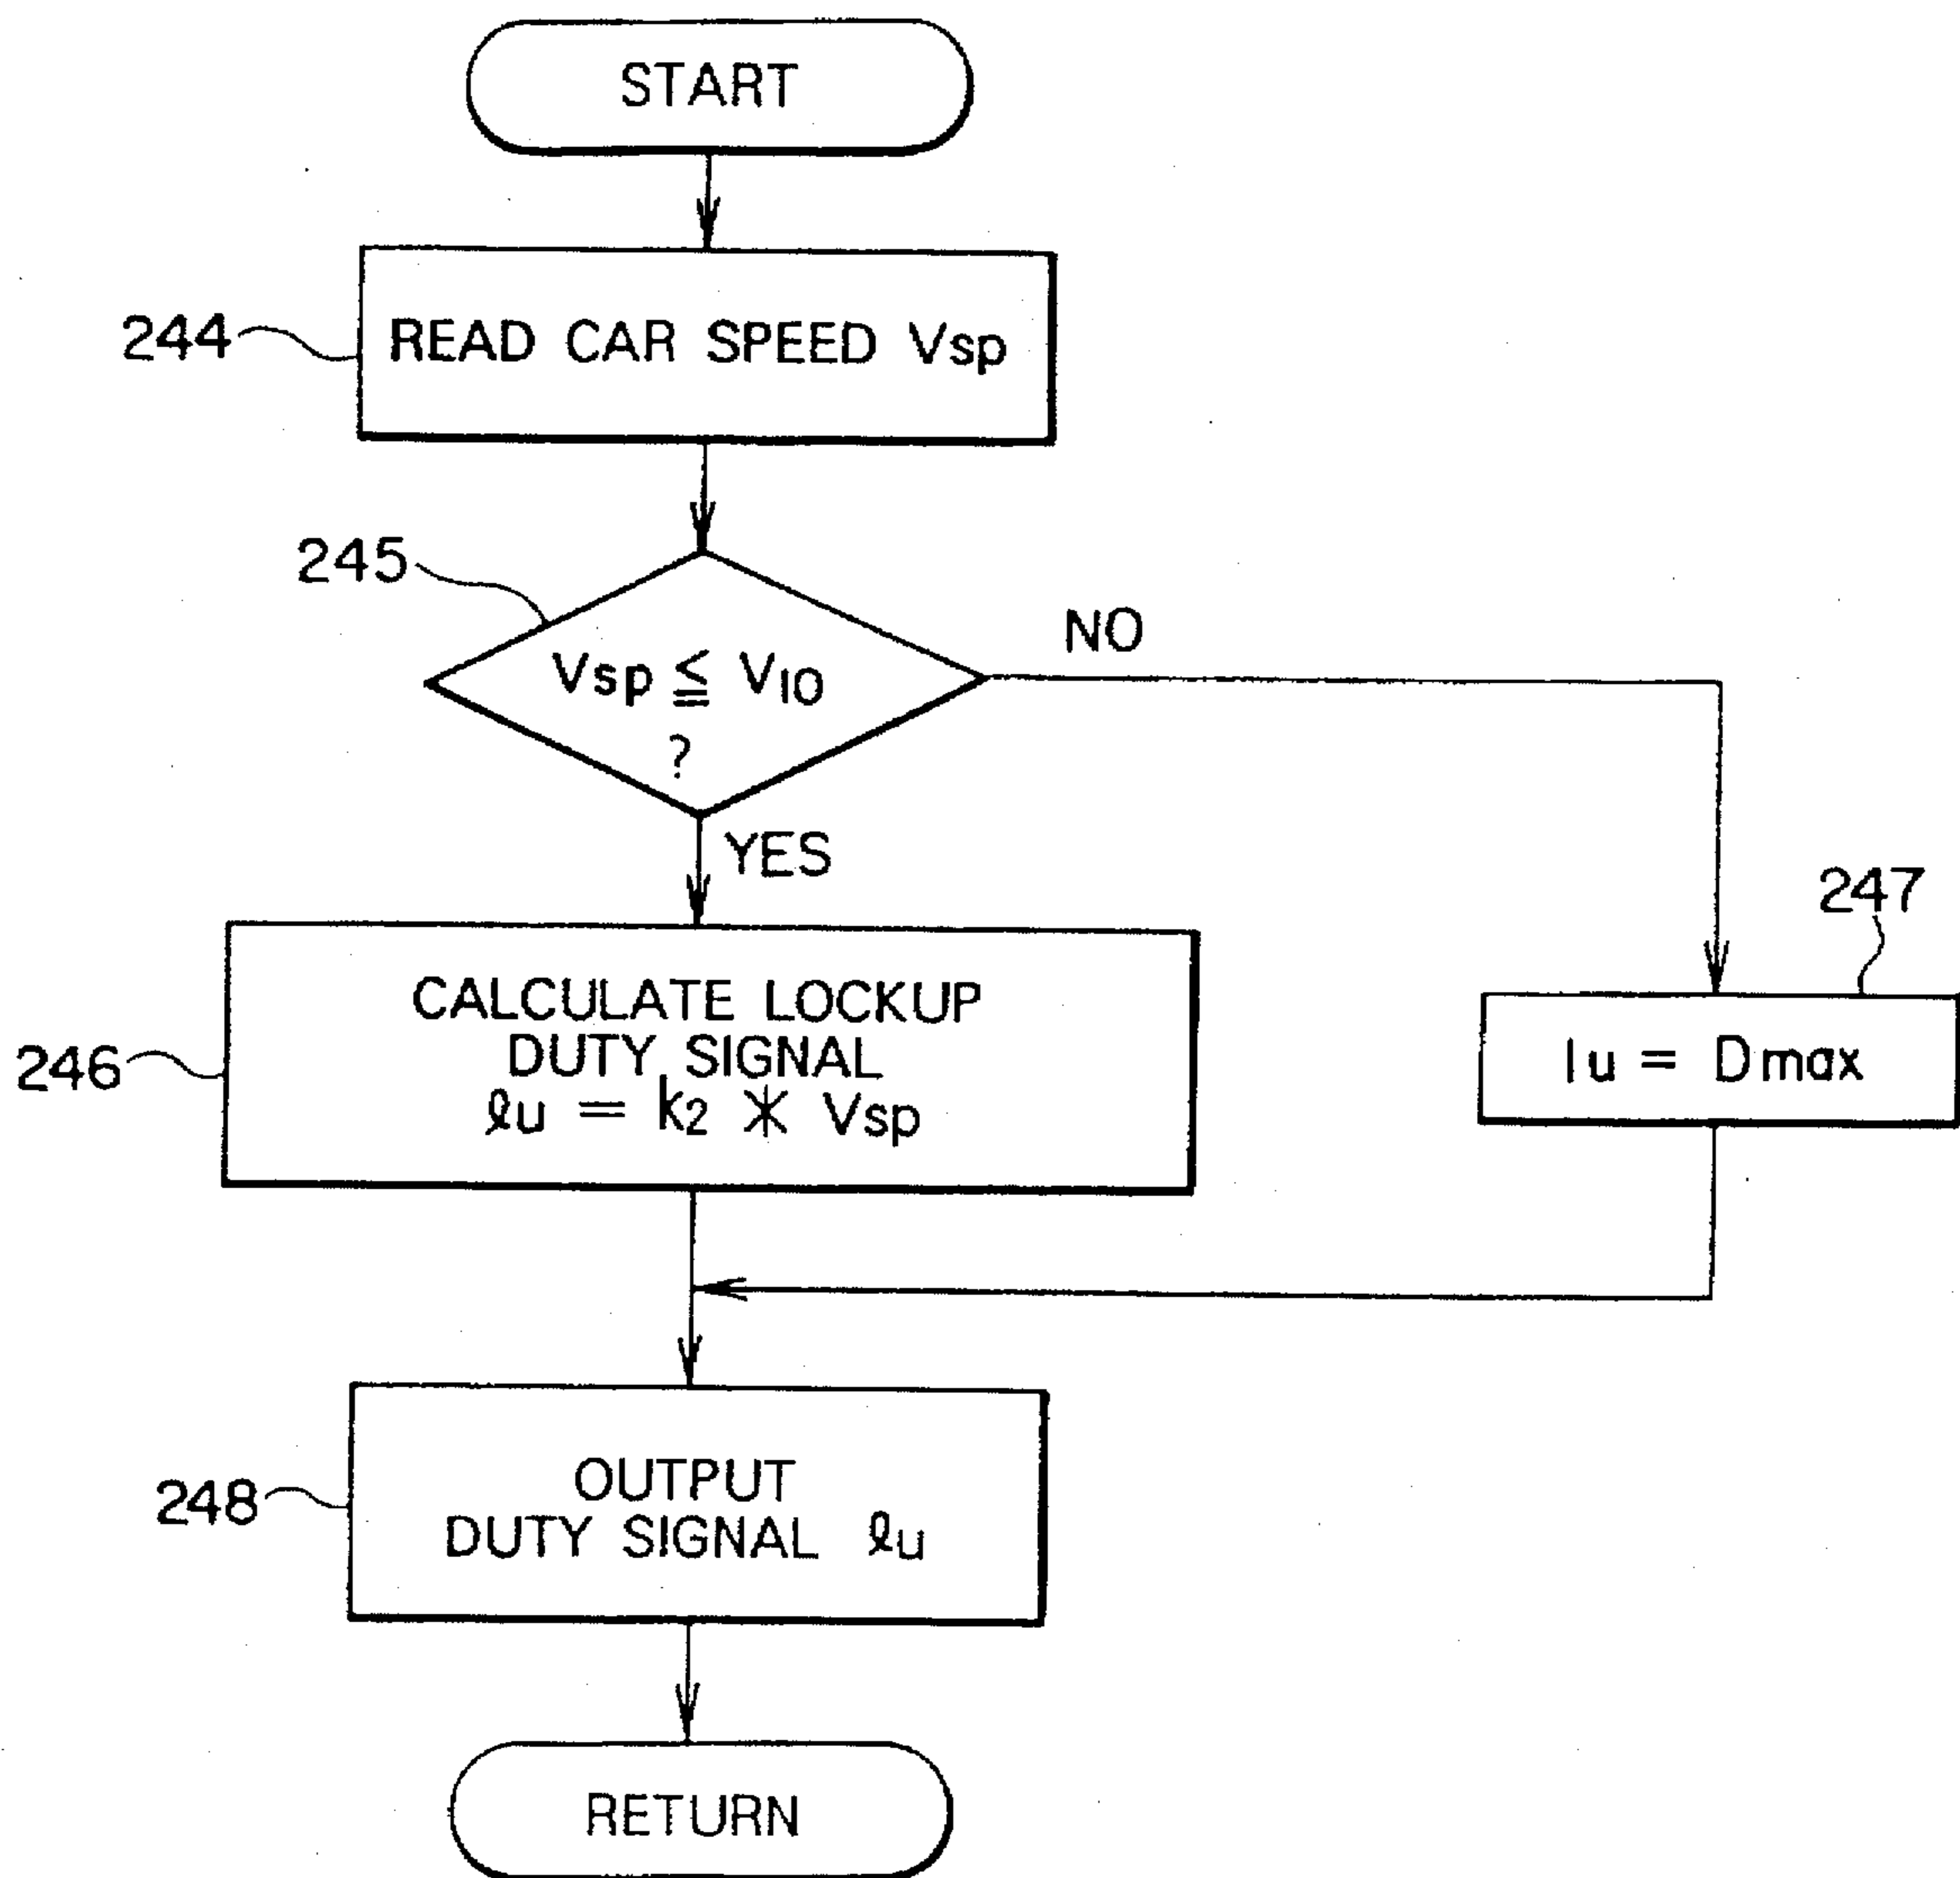 START
244
READ CAR SPEED Vsp
245
Vsp ≦ V10
?
NO
YES
247
246
CALCULATE LOCKUP
DUTY SIGNAL
ℓu = k2 * Vsp
lu = Dmax
248
OUTPUT
DUTY SIGNAL ℓu
RETURN